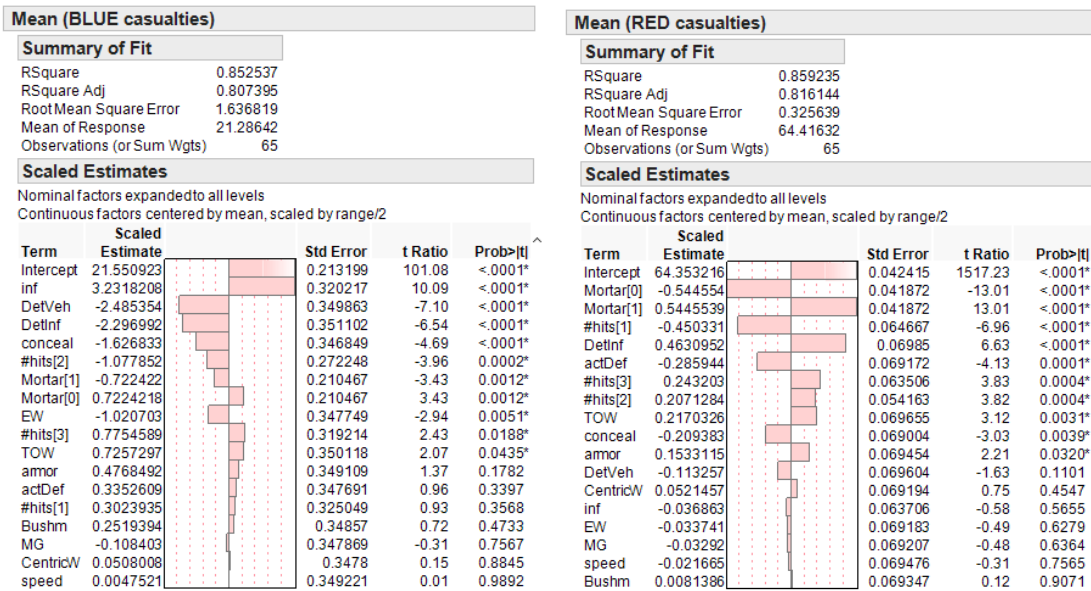 Mean (BLUE casualties)
Summary of Fit
RSquare 0.852537
RSquare Adj 0.807395
Root Mean Square Error 1.636819
Mean of Response 21.28642
Observations (or Sum Wgts) 65
Scaled Estimates
Nominal factors expandedto all levels
Continuous factors centered by mean, scaled by range/2
Term Scaled Estimate Std Error t Ratio Prob>|t|
Intercept 21.550923 0.213199 101.08 <.0001*
inf 3.2318208 0.320217 10.09 <.0001*
DetVeh -2.485354 0.349863 -7.10 <.0001*
DetInf -2.296992 0.351102 -6.54 <.0001*
conceal -1.626833 0.346849 -4.69 <.0001*
#hits[2] -1.077852 0.272248 -3.96 0.0002*
Mortar[1] -0.722422 0.210467 -3.43 0.0012*
Mortar[0] 0.7224218 0.210467 3.43 0.0012*
EW -1.020703 0.347749 -2.94 0.0051*
#hits[3] 0.7754589 0.319214 2.43 0.0188*
TOW 0.7257297 0.350118 2.07 0.0435*
armor 0.4768492 0.349109 1.37 0.1782
actDef 0.3352609 0.347691 0.96 0.3397
#hits[1] 0.3023935 0.325049 0.93 0.3568
Bushm 0.2519394 0.34857 0.72 0.4733
MG -0.108403 0.347869 -0.31 0.7567
CentricW 0.0508008 0.3478 0.15 0.8845
speed 0.0047521 0.349221 0.01 0.9892
Mean (RED casualties)
Summary of Fit
RSquare 0.859235
RSquare Adj 0.816144
Root Mean Square Error 0.325639
Mean of Response 64.41632
Observations (or Sum Wgts) 65
Scaled Estimates
Nominal factors expandedto all levels
Continuous factors centered by mean, scaled by range/2
Term Scaled Estimate Std Error t Ratio Prob>|t|
Intercept 64.353216 0.042415 1517.23 <.0001*
Mortar[0] -0.544554 0.041872 -13.01 <.0001*
Mortar[1] 0.5445539 0.041872 13.01 <.0001*
#hits[1] -0.450331 0.064667 -6.96 <.0001*
DetInf 0.4630952 0.06985 6.63 <.0001*
actDef -0.285944 0.069172 -4.13 0.0001*
#hits[3] 0.243203 0.063506 3.83 0.0004*
#hits[2] 0.2071284 0.054163 3.82 0.0004*
TOW 0.2170326 0.069655 3.12 0.0031*
conceal -0.209383 0.069004 -3.03 0.0039*
armor 0.1533115 0.069454 2.21 0.0320*
DetVeh -0.113257 0.069604 -1.63 0.1101
CentricW 0.0521457 0.069194 0.75 0.4547
inf -0.036863 0.063706 -0.58 0.5655
EW -0.033741 0.069183 -0.49 0.6279
MG -0.03292 0.069207 -0.48 0.6364
speed -0.021665 0.069476 -0.31 0.7565
Bushm 0.0081386 0.069347 0.12 0.9071